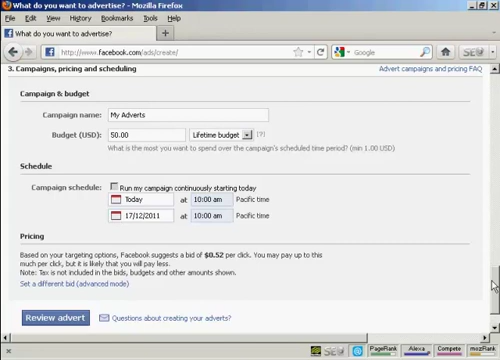 What do you want to advertise? - Mozilla Firefox
File Edit View History Bookmarks Tools Help
What do you want to advertise?
http://www.facebook.com/ads/create/
Google
3. Campaigns, pricing and scheduling
Advert campaigns and pricing FAQ
Campaign & budget
Campaign name: My Adverts
Budget (USD): 50.00 Lifetime budget [?]
What is the most you want to spend over the campaign's scheduled time period? (min 1.00 USD)
Schedule
Campaign schedule: Run my campaign continuously starting today
Today at 10:00 am Pacific time
17/12/2011 at 10:00 am Pacific time
Pricing
Based on your targeting options, Facebook suggests a bid of $0.52 per click. You may pay up to this
much per click, but it is likely that you will pay less.
Note: Tax is not included in the bids, budgets and other amounts shown.
Set a different bid (advanced mode)
Review advert
Questions about creating your adverts?
PageRank Alexa Compete mozRank